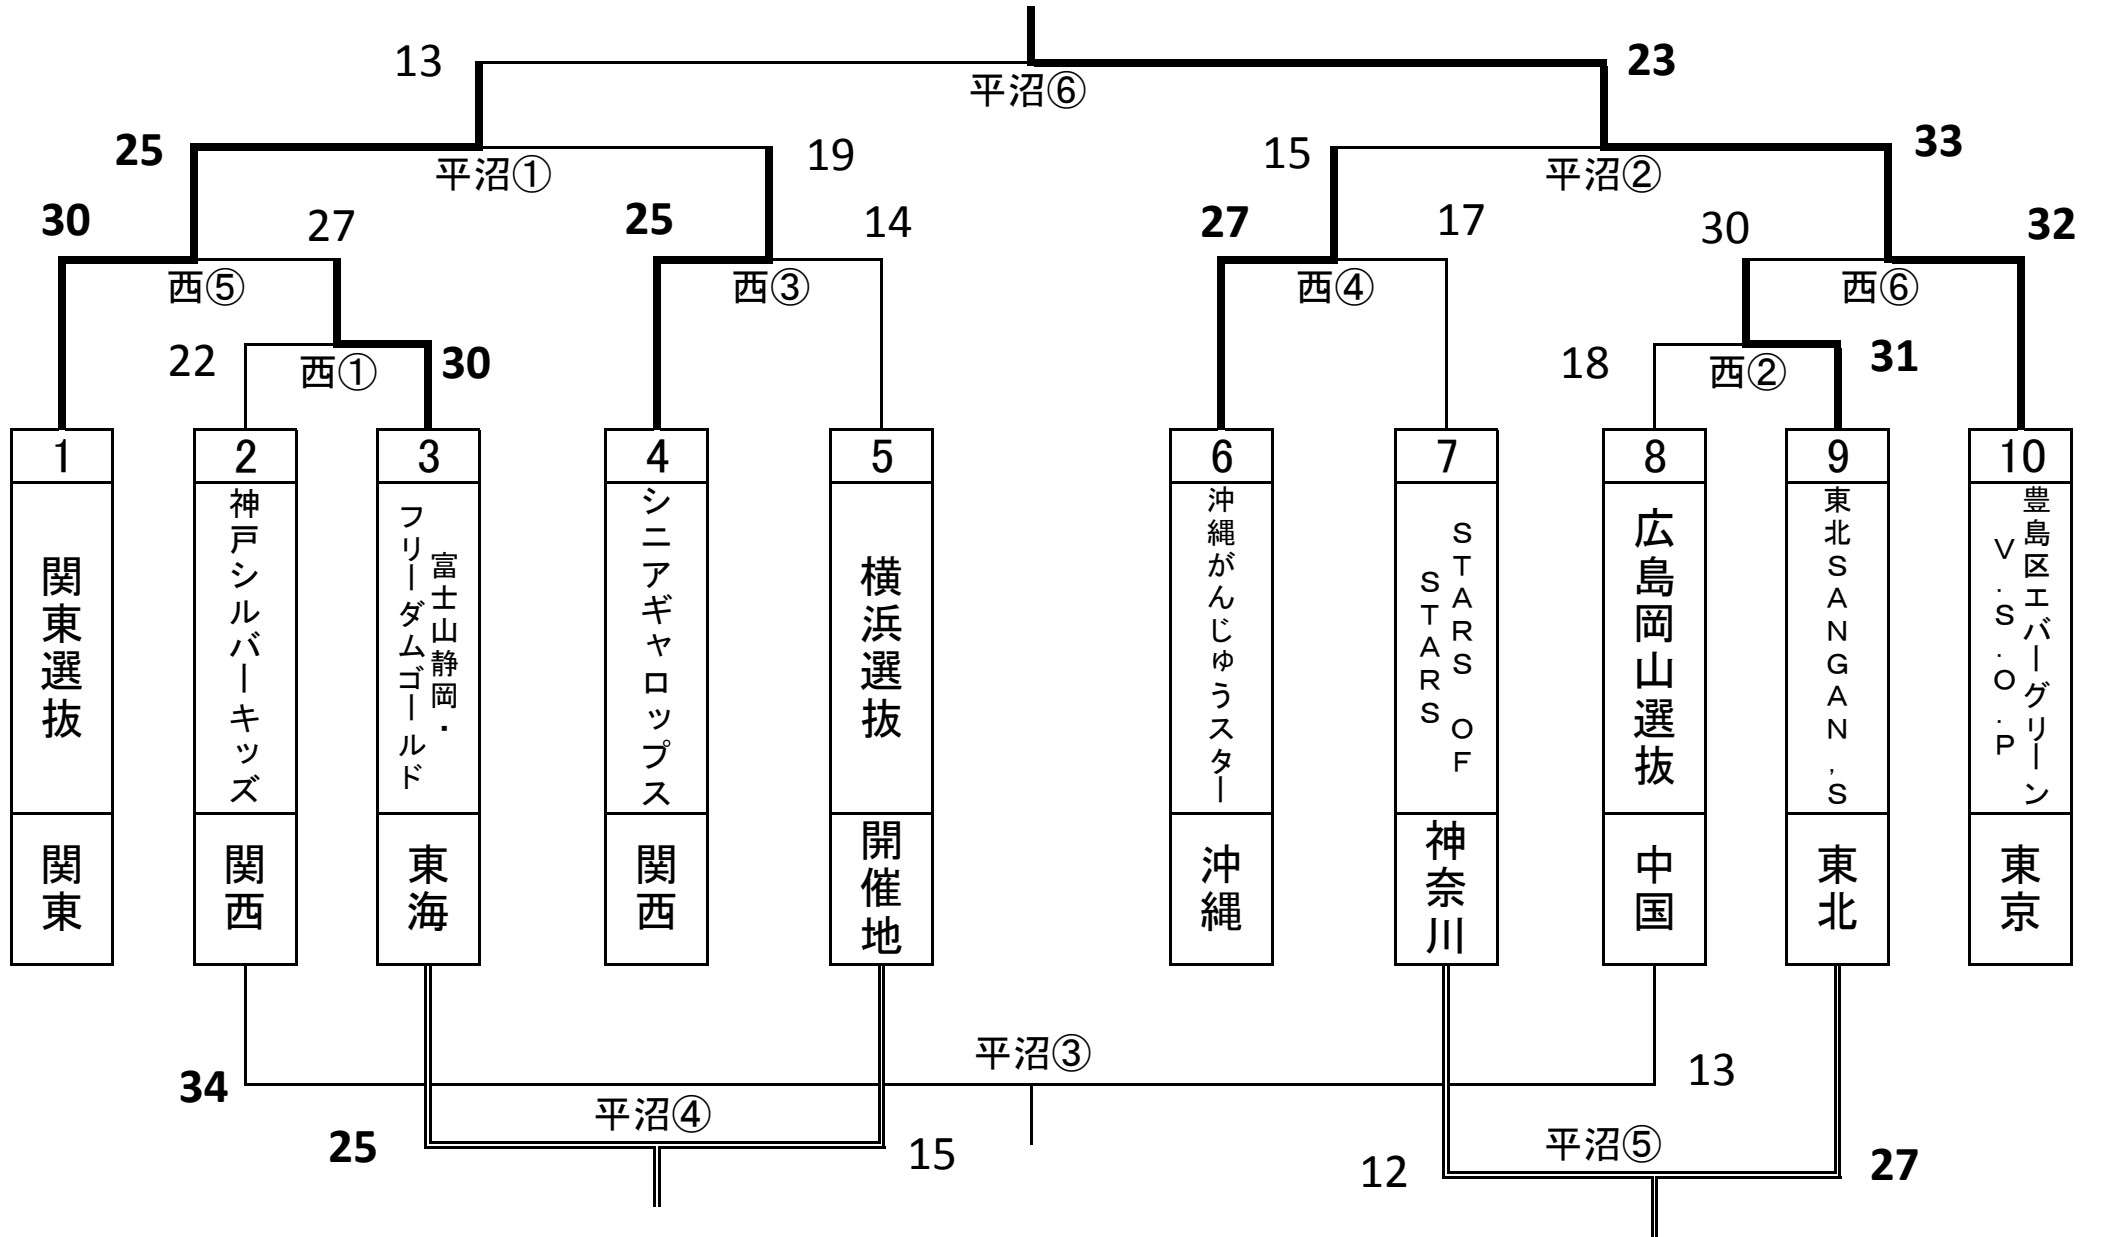 13
23
平沼⑥
25
19
15
33
平沼①
平沼②
30
27
25
14
27
17
30
32
西⑤
西③
西④
西⑥
22
30
18
31
西①
西②
1
2
3
4
5
6
7
8
9
10
関東選抜
神戸シルバーキッズ
富士山静岡・
フリーダムゴールド
シニアギャロップス
横浜選抜
沖縄がんじゅうスター
STARS OF
STARS
広島岡山選抜
東北SANGAN,S
豊島区エバーグリーン
V.S.O.P
関東
関西
東海
関西
開催地
沖縄
神奈川
中国
東北
東京
平沼③
34
13
平沼④
25
15
平沼⑤
12
27